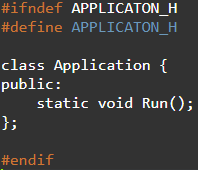 #ifndef APPLICATON_H
#define APPLICATON_H
class Application {
public:
    static void Run();
};
#endif